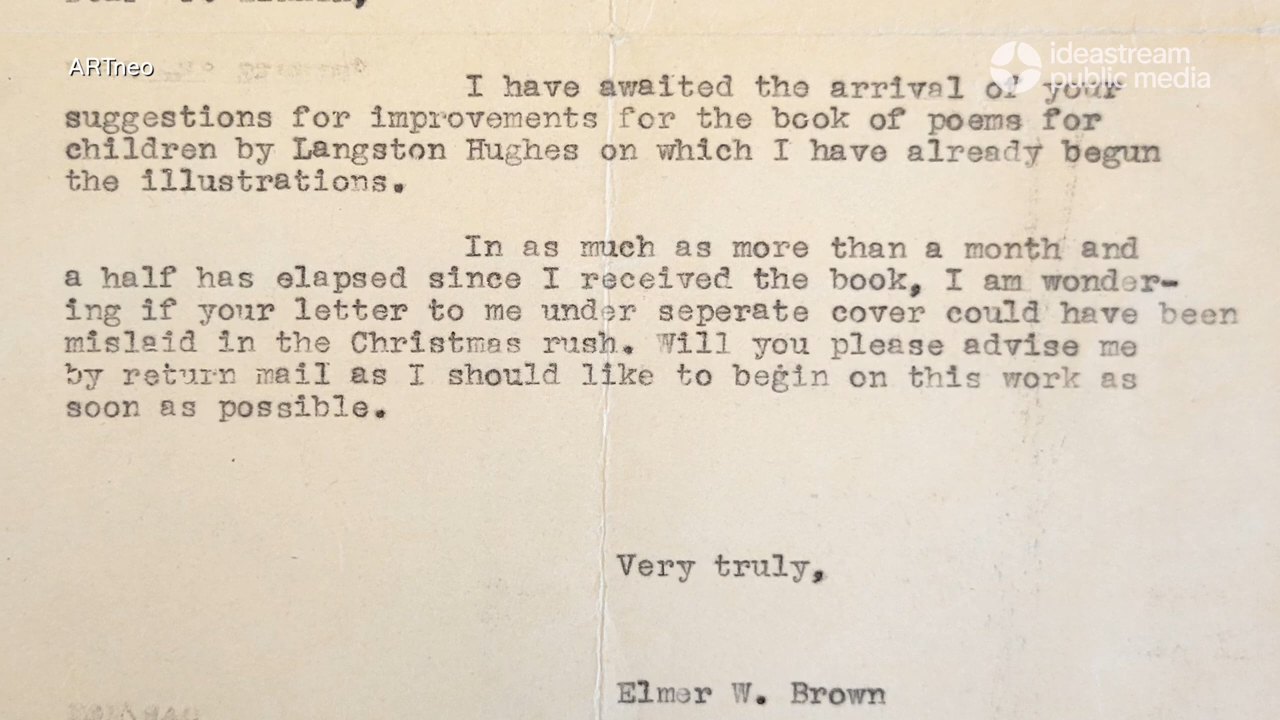 ARTneo
ideastream
public media
I have awaited the arrival of your
suggestions for improvements for the book of poems for
children by Langston Hughes on which I have already begun
the illustrations.
In as much as more than a month and
a half has elapsed since I received the book, I am wonder-
ing if your letter to me under seperate cover could have been
mislaid in the Christmas rush. Will you please advise me
by return mail as I should like to begin on this work as
soon as possible.
Very truly,
Elmer W. Brown